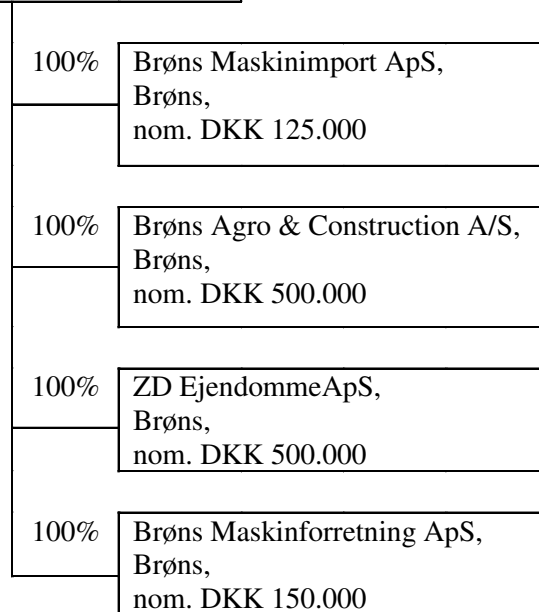 100% Brøns Maskinimport ApS,
Brøns,
nom. DKK 125.000
100% Brøns Agro & Construction A/S,
Brøns,
nom. DKK 500.000
100% ZD EjendommeApS,
Brøns,
nom. DKK 500.000
100% Brøns Maskinforretning ApS,
Brøns,
nom. DKK 150.000